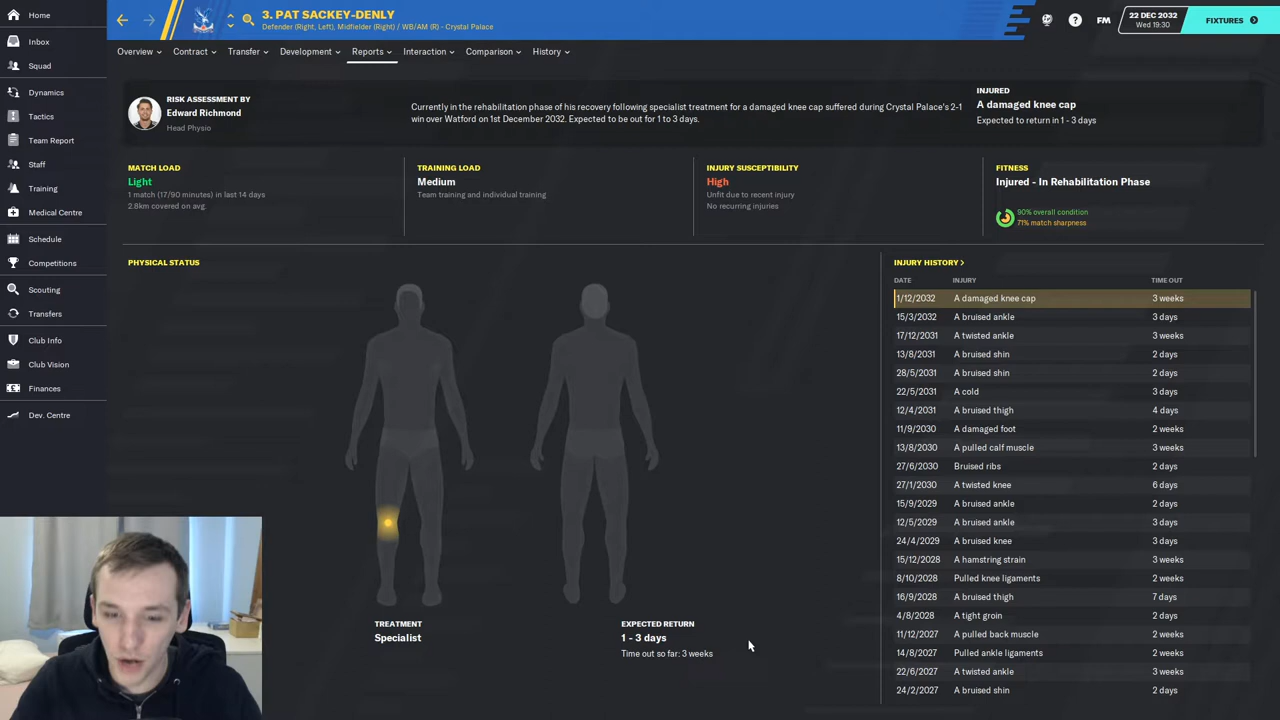 3. PAT SACKEY-DENLY
Defender (Right, Left), Midfielder (Right) / WB/AM (R) - Crystal Palace
FM
22 DEC 2032
Wed 19:30
FIXTURES
Home
Inbox
Squad
Dynamics
Tactics
Team Report
Staff
Training
Medical Centre
Schedule
Competitions
Scouting
Transfers
Club Info
Club Vision
Finances
Dev. Centre
Overview
Contract
Transfer
Development
Reports
Interaction
Comparison
History
RISK ASSESSMENT BY
Edward Richmond
Head Physio
Currently in the rehabilitation phase of his recovery following specialist treatment for a damaged knee cap suffered during Crystal Palace's 2-1
win over Watford on 1st December 2032. Expected to be out for 1 to 3 days.
INJURED
A damaged knee cap
Expected to return in 1 - 3 days
MATCH LOAD
Light
1 match (17/90 minutes) in last 14 days
2.8km covered on avg.
TRAINING LOAD
Medium
Team training and individual training
INJURY SUSCEPTIBILITY
High
Unfit due to recent injury
No recurring injuries
FITNESS
Injured - In Rehabilitation Phase
90% overall condition
71% match sharpness
PHYSICAL STATUS
TREATMENT
Specialist
EXPECTED RETURN
1 - 3 days
Time out so far: 3 weeks
INJURY HISTORY >
DATE INJURY TIME OUT
1/12/2032 A damaged knee cap 3 weeks
15/3/2032 A bruised ankle 3 days
17/12/2031 A twisted ankle 3 weeks
13/8/2031 A bruised shin 2 days
28/5/2031 A bruised shin 2 days
22/5/2031 A cold 3 days
12/4/2031 A bruised thigh 4 days
11/9/2030 A damaged foot 2 weeks
13/8/2030 A pulled calf muscle 3 weeks
27/6/2030 Bruised ribs 2 days
27/1/2030 A twisted knee 6 days
15/9/2029 A bruised ankle 2 days
12/5/2029 A bruised ankle 3 days
24/4/2029 A bruised knee 3 days
15/12/2028 A hamstring strain 3 weeks
8/10/2028 Pulled knee ligaments 2 weeks
16/9/2028 A bruised thigh 7 days
4/8/2028 A tight groin 2 days
11/12/2027 A pulled back muscle 2 weeks
14/8/2027 Pulled ankle ligaments 2 weeks
22/6/2027 A twisted ankle 3 weeks
24/2/2027 A bruised shin 2 days